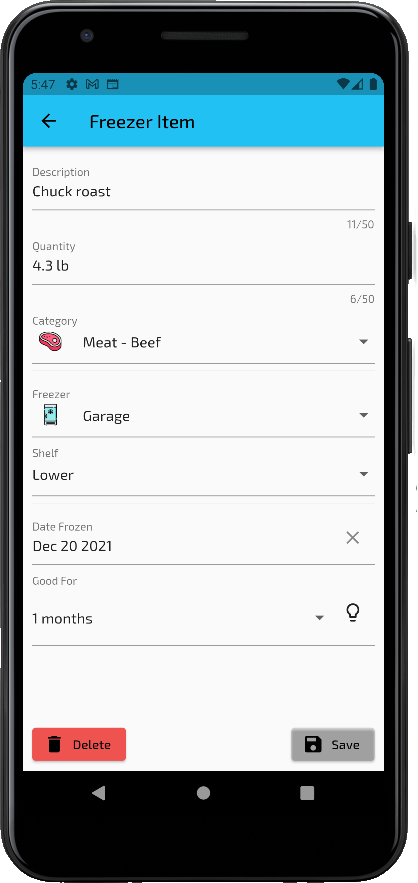 5:47
Freezer Item
Description
Chuck roast
11/50
Quantity
4.3 lb
6/50
Category
Meat - Beef
Freezer
Garage
Shelf
Lower
Date Frozen
Dec 20 2021
Good For
1 months
Delete
Save